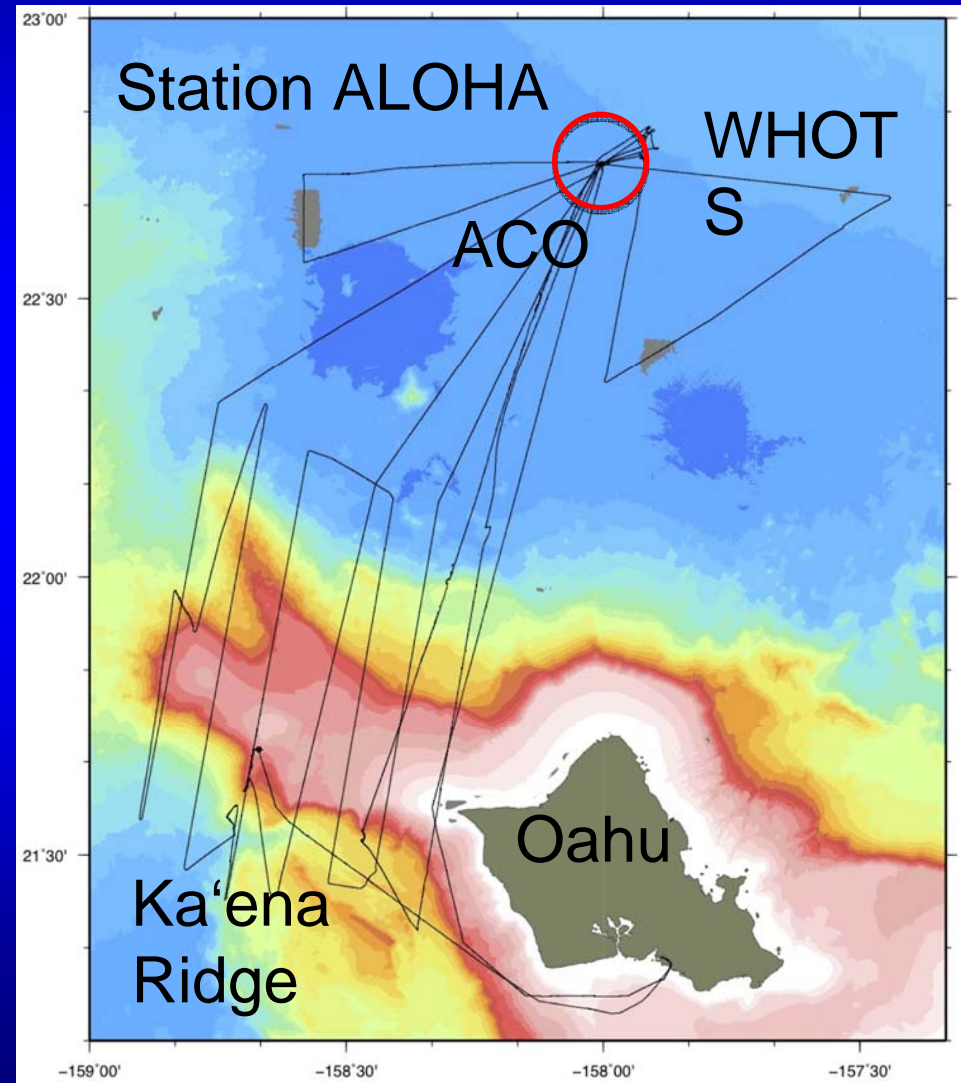 23°00'
Station ALOHA
WHOT
S
ACO
22°30'
22°00'
21°30'
Oahu
Ka‘ena
Ridge
−159°00'
−158°30'
−158°00'
−157°30'